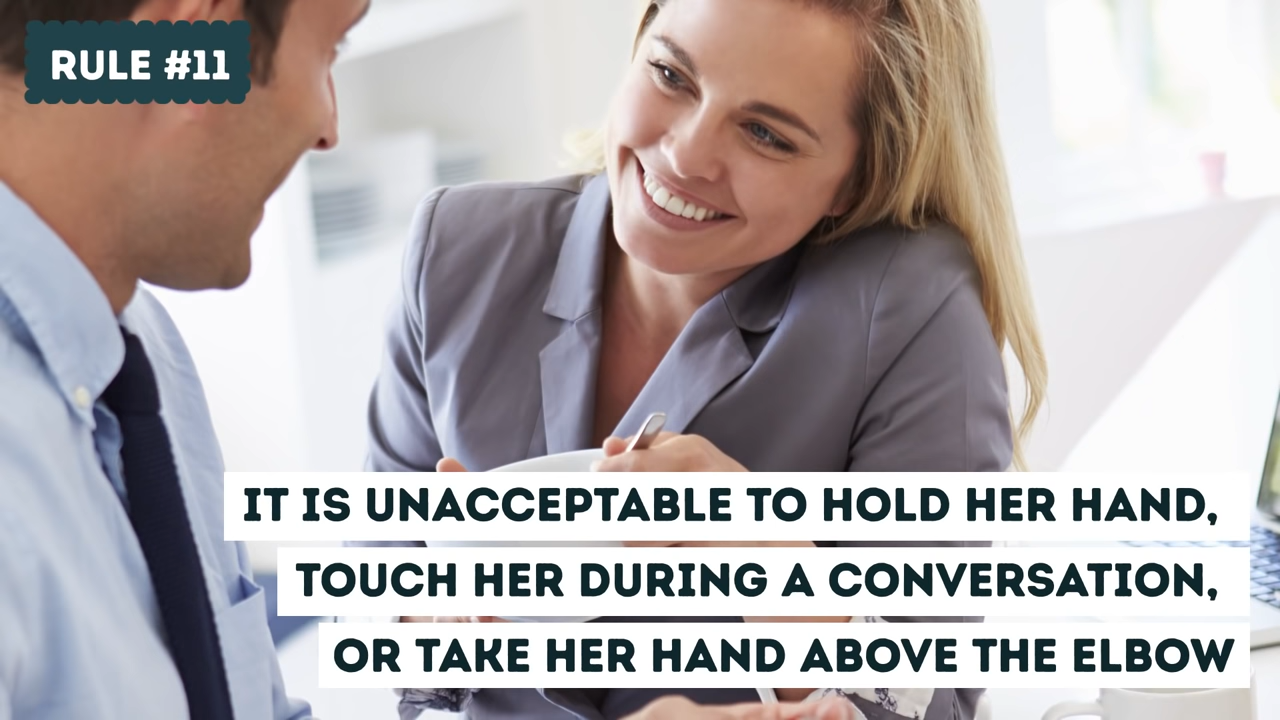 RULE #11
IT IS UNACCEPTABLE TO HOLD HER HAND,
TOUCH HER DURING A CONVERSATION,
OR TAKE HER HAND ABOVE THE ELBOW